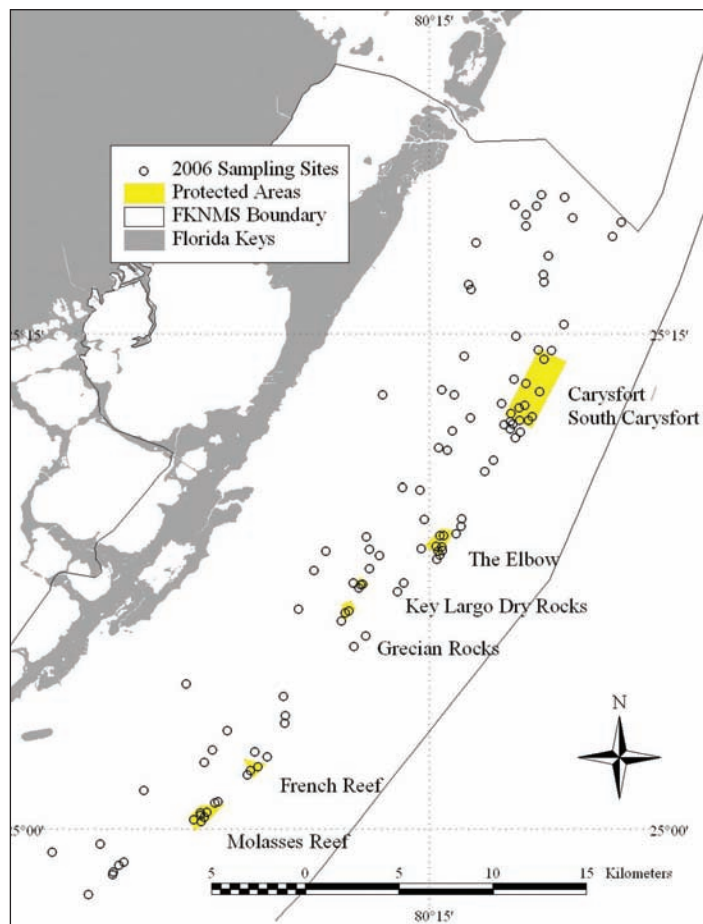 80°15'
2006 Sampling Sites
Protected Areas
FKNMS Boundary
Florida Keys
25°15'
25°15'
Carysfort /
South Carysfort
The Elbow
Key Largo Dry Rocks
Grecian Rocks
N
French Reef
Molasses Reef
25°00'
25°00'
5 0 5 10 15 Kilometers
80°15'